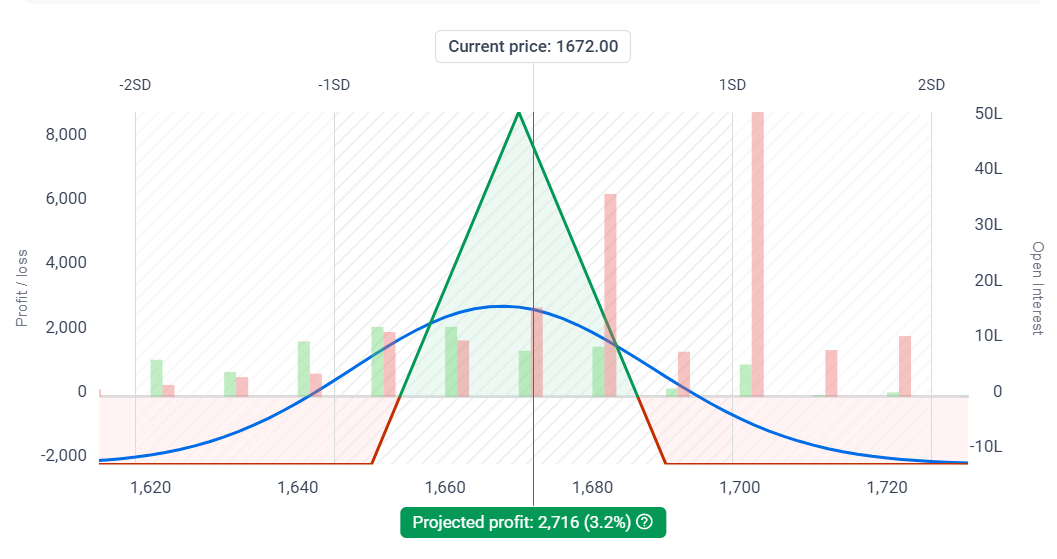 Current price: 1672.00
-2SD
-1SD
1SD
2SD
8,000
6,000
4,000
2,000
0
-2,000
Profit / loss
50L
40L
30L
20L
10L
0
-10L
Open Interest
1,620
1,640
1,660
1,680
1,700
1,720
Projected profit: 2,716 (3.2%) ?